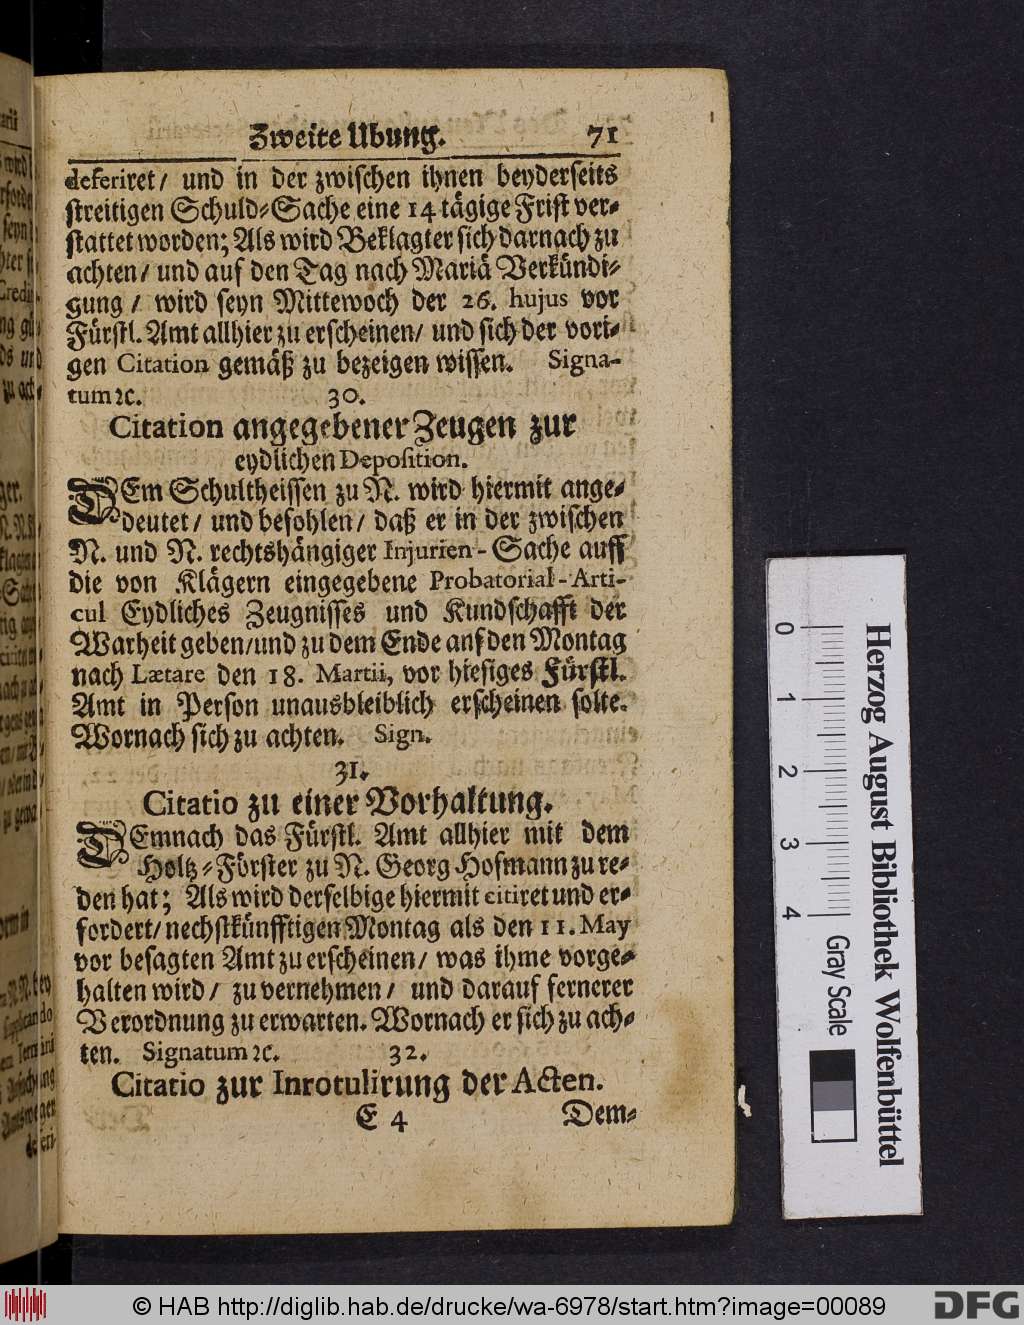 Zweite Ubung. 71
deferiret/ und in der zwischen ihnen beyderseits
streitigen Schuld-Sache eine 14 tägige Frist ver-
stattet worden; Als wird Beklagter sich darnach zu
achten/ und auf den Tag nach Mariä Verkündi-
gung/ wird seyn Mittewoch der 26. hujus vor
Fürstl. Amt allhier zu erscheinen/ und sich der vori-
gen Citation gemäß zu bezeigen wissen. Signa-
tum ꝛc. 30.
Citation angegebener Zeugen zur
eydlichen Deposition.
DEm Schultheissen zu N. wird hiermit ange-
deutet/ und befohlen/ daß er in der zwischen
N. und N. rechtshängiger Injurien-Sache auff
die von Klägern eingegebene Probatorial-Arti-
cul Eydliches Zeugnisses und Kundschafft der
Warheit geben/und zu dem Ende auf den Montag
nach Lætare den 18. Martii, vor hiesiges Fürstl.
Amt in Person unausbleiblich erscheinen solte.
Wornach sich zu achten. Sign.
31.
Citatio zu einer Vorhaltung.
DEmnach das Fürstl. Amt allhier mit dem
Holtz-Förster zu N. Georg Hofmann zu re-
den hat; Als wird derselbige hiermit citiret und er-
fordert/ nechstkünfftigen Montag als den 11. May
vor besagten Amt zu erscheinen/ was ihme vorge-
halten wird/ zu vernehmen/ und darauf fernerer
Verordnung zu erwarten. Wornach er sich zu ach-
ten. Signatum ꝛc. 32.
Citatio zur Inrotulirung der Acten.
E 4 Dem-
0 1 2 3 4 Gray Scale
Herzog August Bibliothek Wolfenbüttel
© HAB http://diglib.hab.de/drucke/wa-6978/start.htm?image=00089
DFG